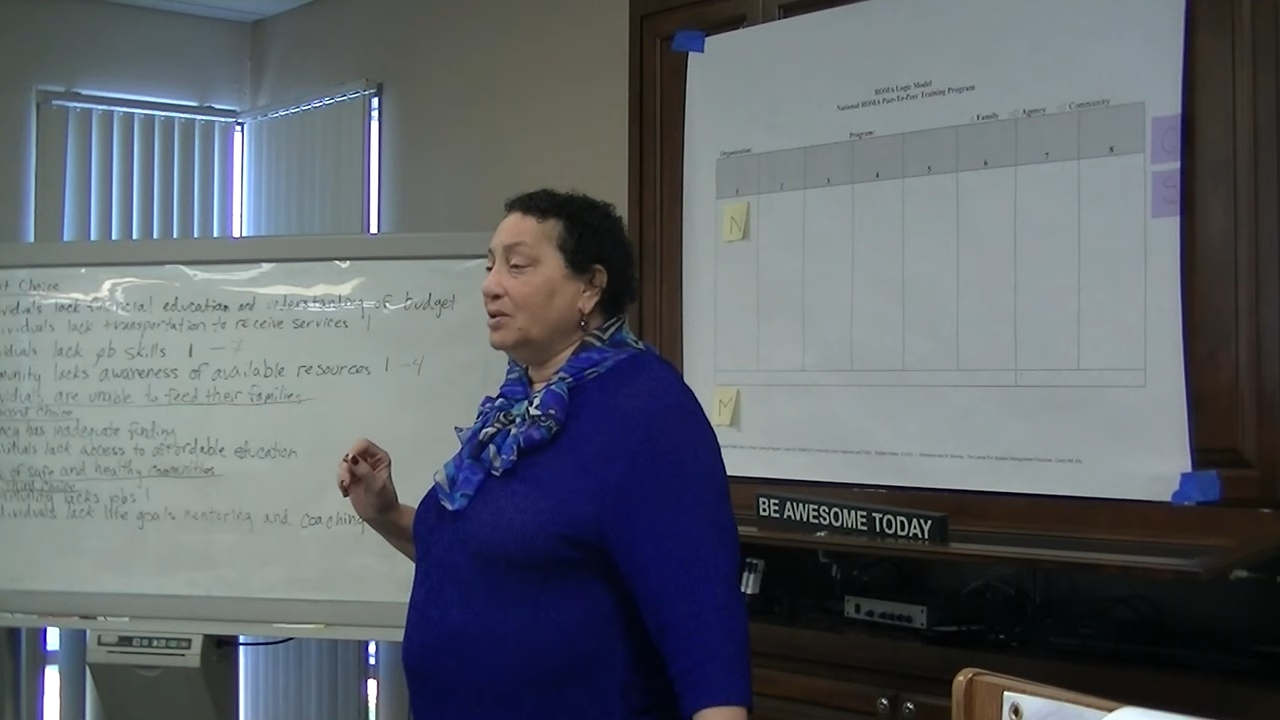 Choice
lack financial education and understanding of budget
lack transportation to receive services 1
lack job skills 1 - 7
lacks awareness of available resources 1 - 4
are unable to feed their families
Choice
has inadequate funding
lack access to affordable education
of safe and healthy communities
Choice
lacks jobs 1
lack life goals mentoring and coaching
ROMA Logic Model
National ROMA Peer-To-Peer Training Program
Organization: Program: Family Agency Community
1 2 3 4 5 6 7 8
N
M
O
S
BE AWESOME TODAY